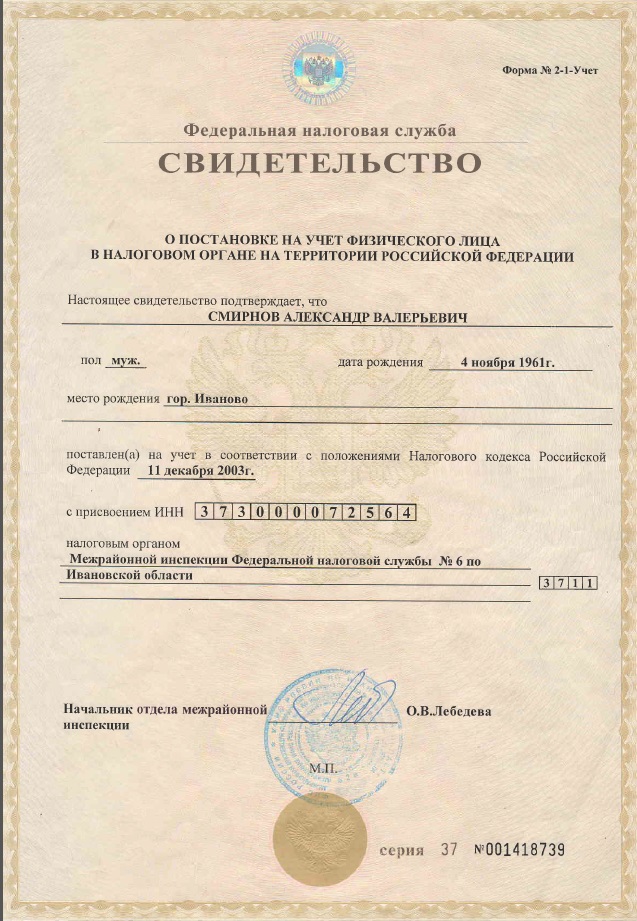 Форма № 2-1-Учет
Федеральная налоговая служба
СВИДЕТЕЛЬСТВО
О ПОСТАНОВКЕ НА УЧЕТ ФИЗИЧЕСКОГО ЛИЦА
В НАЛОГОВОМ ОРГАНЕ НА ТЕРРИТОРИИ РОССИЙСКОЙ ФЕДЕРАЦИИ
Настоящее свидетельство подтверждает, что
СМИРНОВ АЛЕКСАНДР ВАЛЕРЬЕВИЧ
пол муж. дата рождения 4 ноября 1961г.
место рождения гор. Иваново
поставлен(а) на учет в соответствии с положениями Налогового кодекса Российской
Федерации 11 декабря 2003г.
с присвоением ИНН 373000072564
налоговым органом
Межрайонной инспекции Федеральной налоговой службы № 6 по
Ивановской области
3711
Начальник отдела межрайонной О.В.Лебедева
инспекции
М.П.
серия 37 №001418739